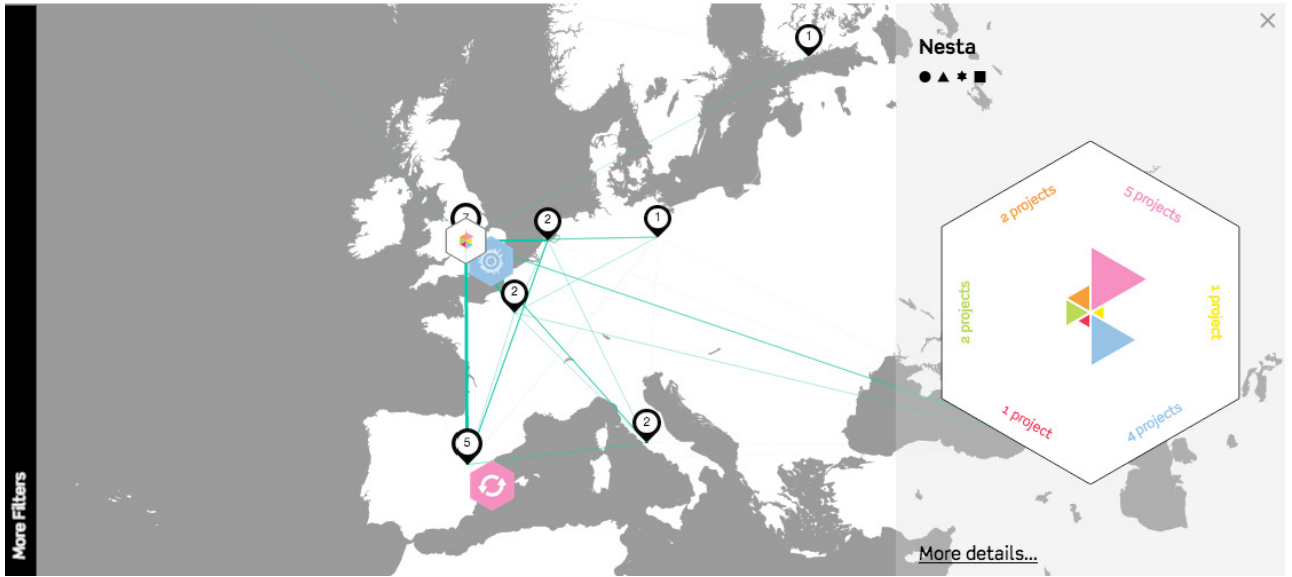 More Filters
1
7
2
1
2
5
2
Nesta
2 projects
5 projects
2 projects
1 project
1 project
4 projects
More details...